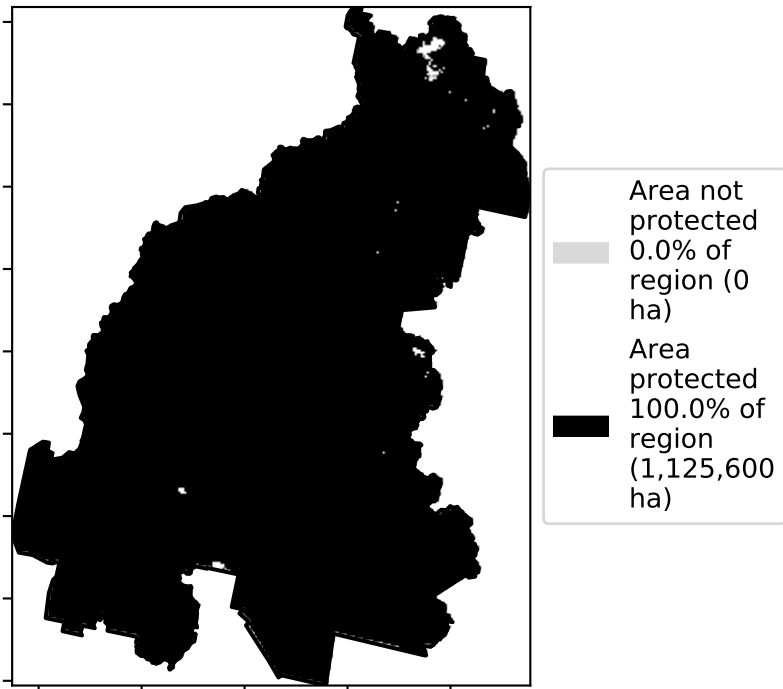 Area not
protected
0.0% of
region (0
ha)
Area
protected
100.0% of
region
(1,125,600
ha)